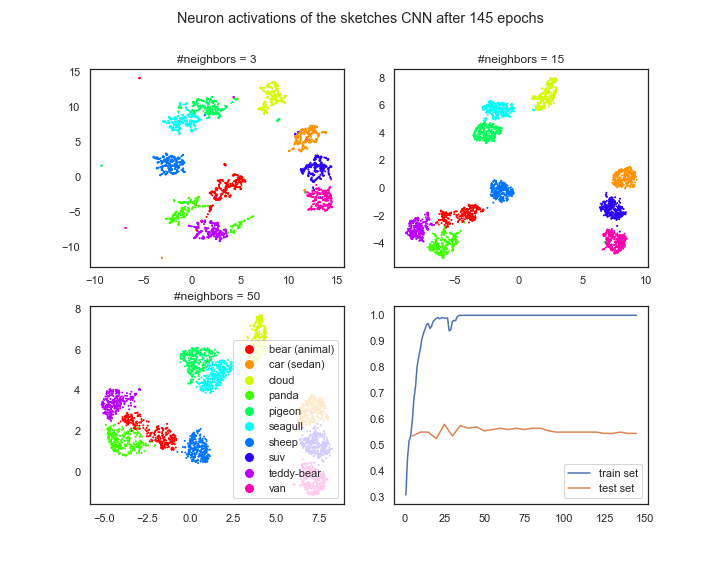 Neuron activations of the sketches CNN after 145 epochs
#neighbors = 3
15
10
5
0
−5
−10
−10 −5 0 5 10 15
#neighbors = 15
8
6
4
2
0
−2
−4
−5 0 5 10
#neighbors = 50
8
6
4
2
0
−5.0 −2.5 0.0 2.5 5.0 7.5
bear (animal)
car (sedan)
cloud
panda
pigeon
seagull
sheep
suv
teddy-bear
van
1.0
0.9
0.8
0.7
0.6
0.5
0.4
0.3
0 25 50 75 100 125 150
train set
test set